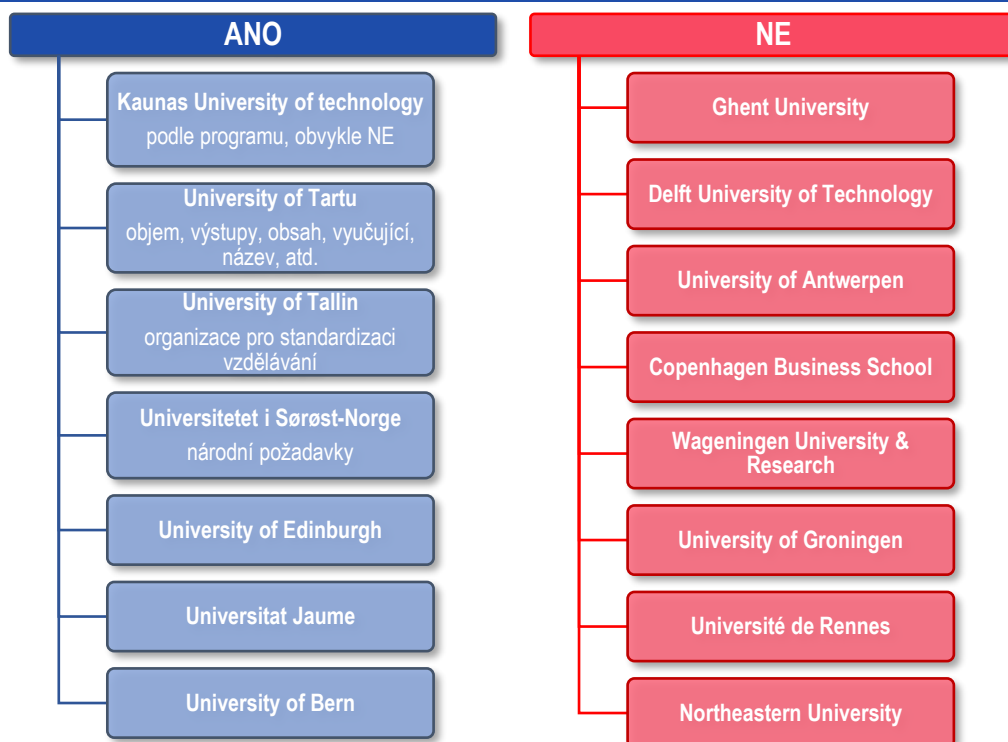 ANO
Kaunas University of technology
podle programu, obvykle NE
University of Tartu
objem, výstupy, obsah, vyučující,
název, atd.
University of Tallin
organizace pro standardizaci
vzdělávání
Universitetet i Sørøst-Norge
národní požadavky
University of Edinburgh
Universitat Jaume
University of Bern
NE
Ghent University
Delft University of Technology
University of Antwerpen
Copenhagen Business School
Wageningen University &
Research
University of Groningen
Université de Rennes
Northeastern University